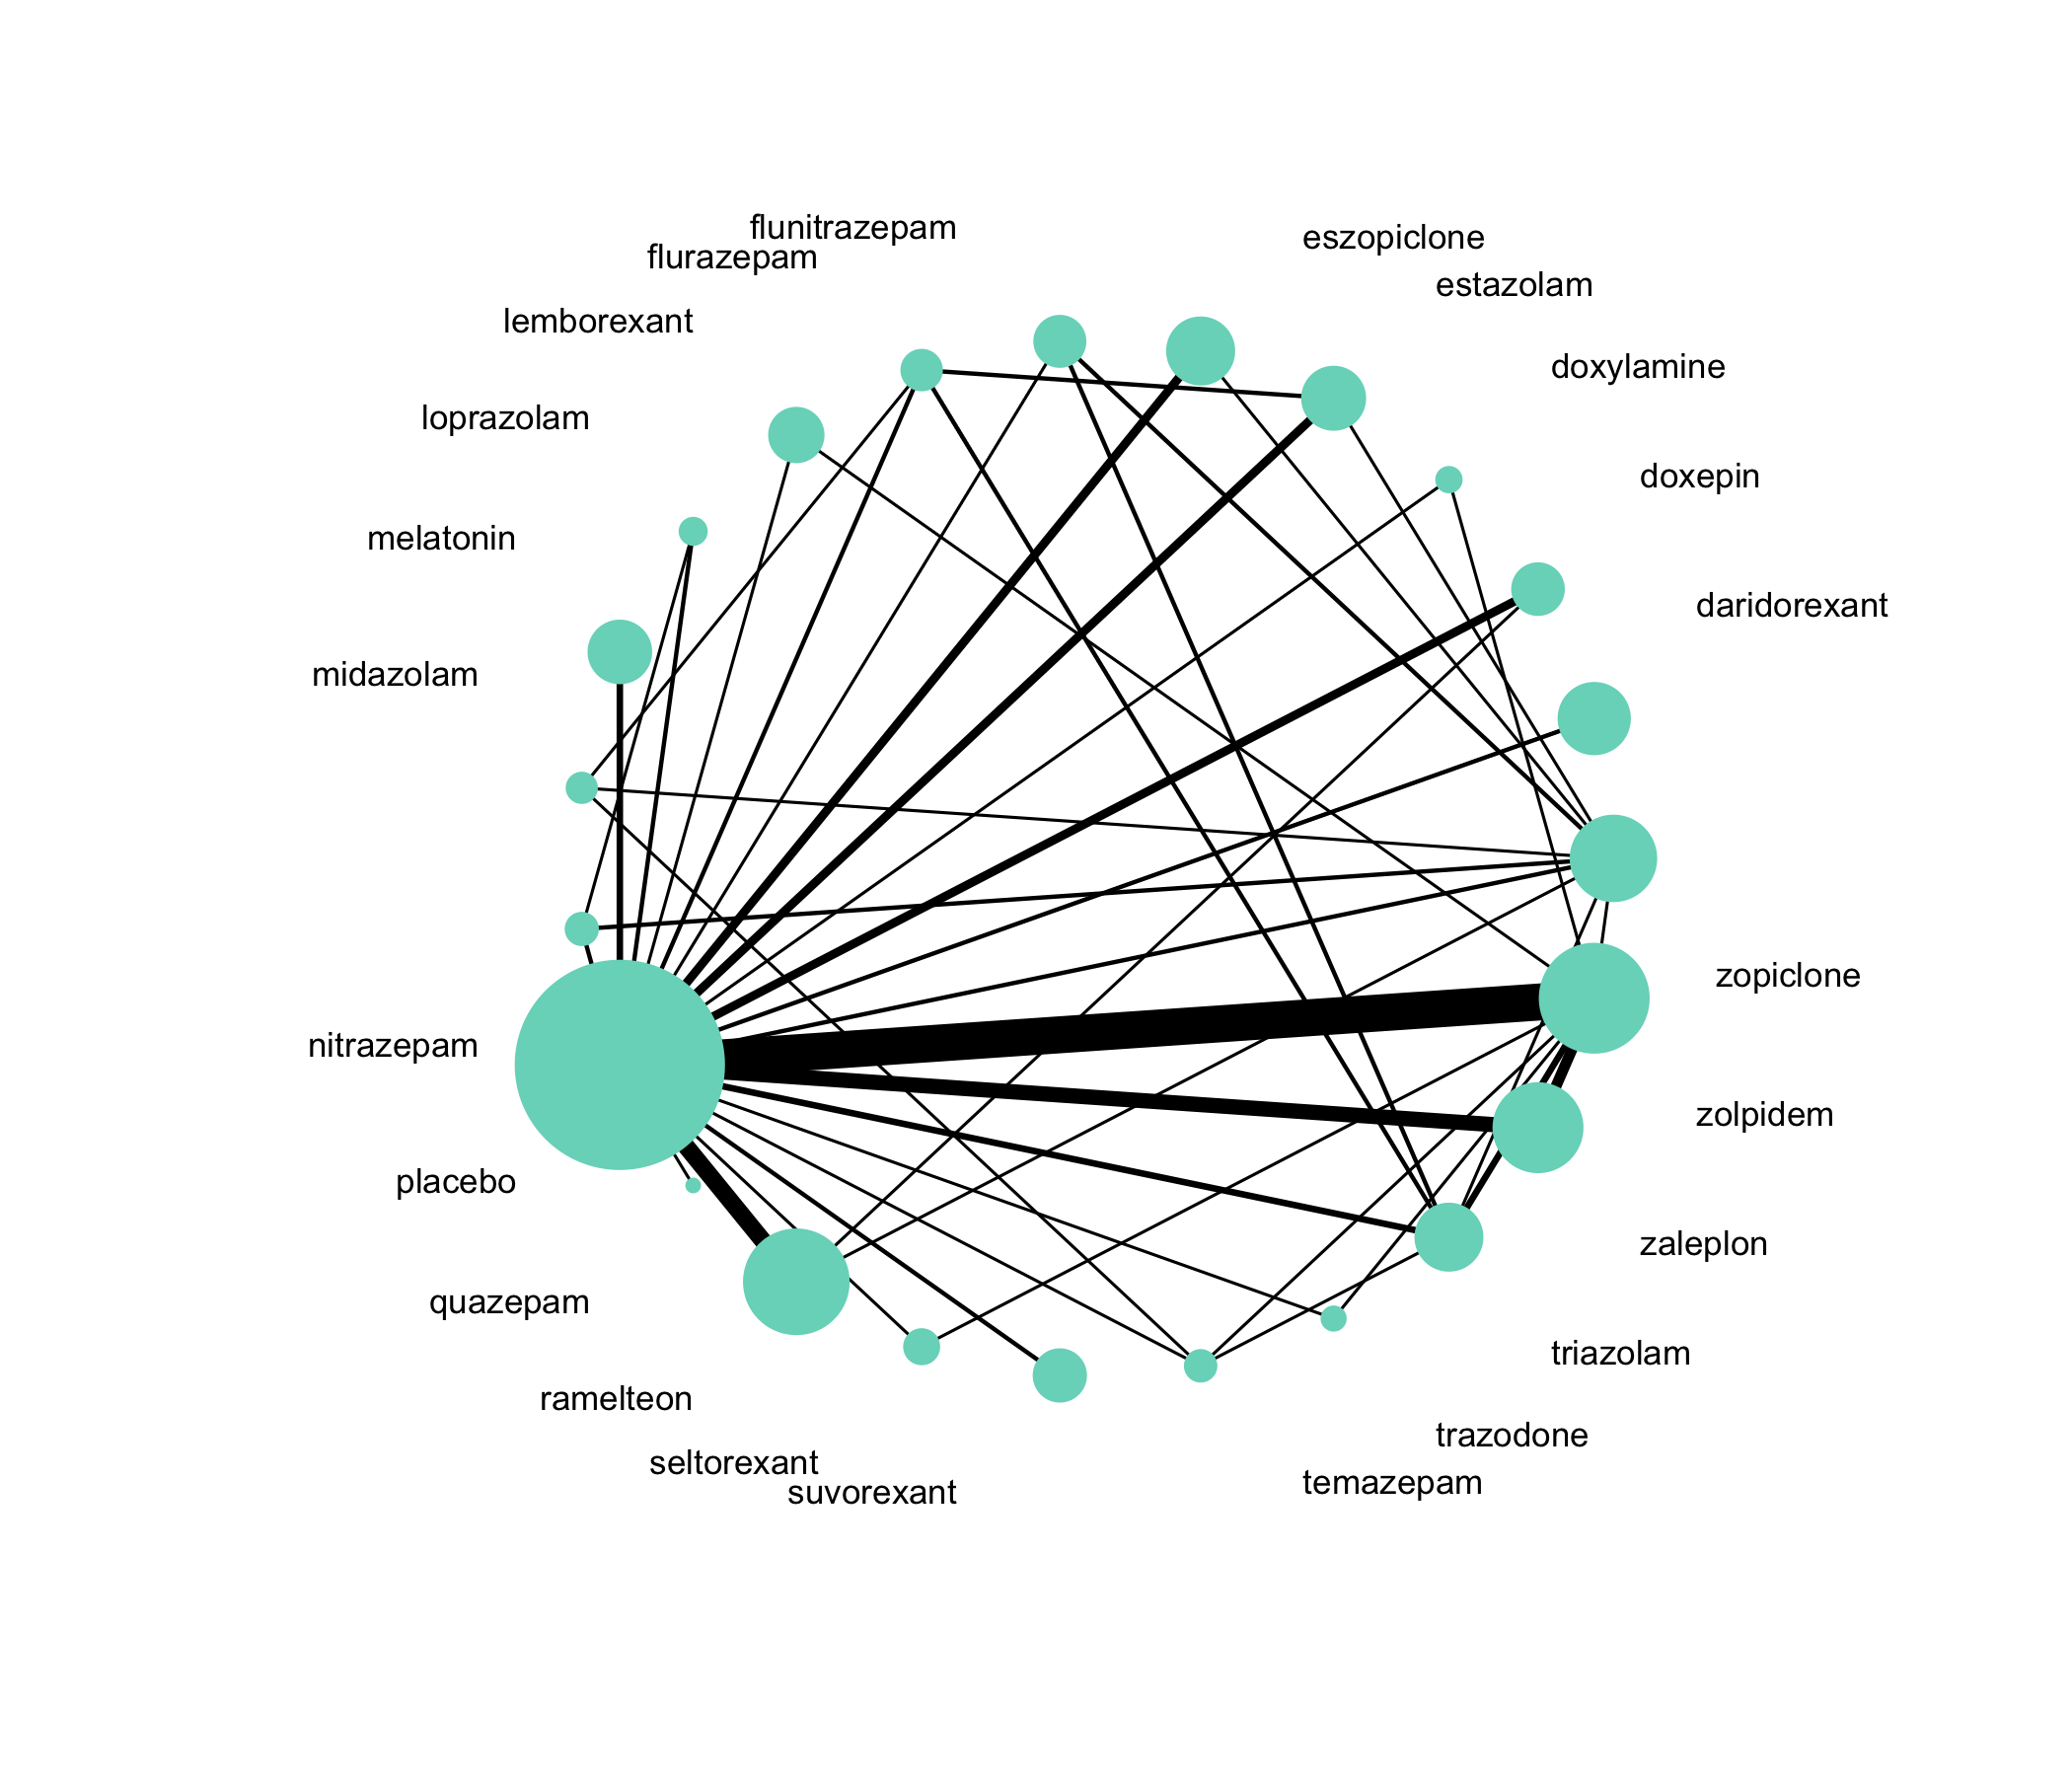 flunitrazepam
eszopiclone
flurazepam
estazolam
lemborexant
doxylamine
loprazolam
doxepin
melatonin
daridorexant
midazolam
zopiclone
nitrazepam
zolpidem
placebo
zaleplon
quazepam
triazolam
ramelteon
trazodone
seltorexant
temazepam
suvorexant